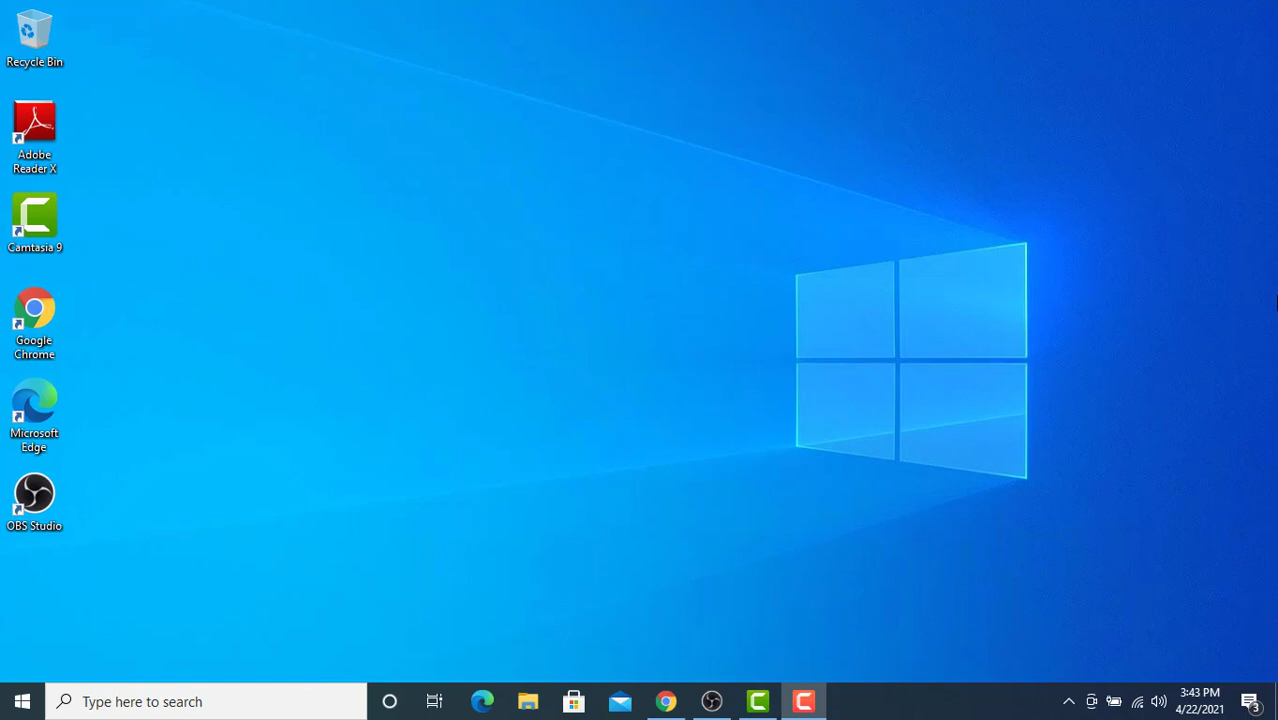 Recycle Bin
Adobe
Reader X
Camtasia 9
Google
Chrome
Microsoft
Edge
OBS Studio
Type here to search
3:43 PM
4/22/2021
3